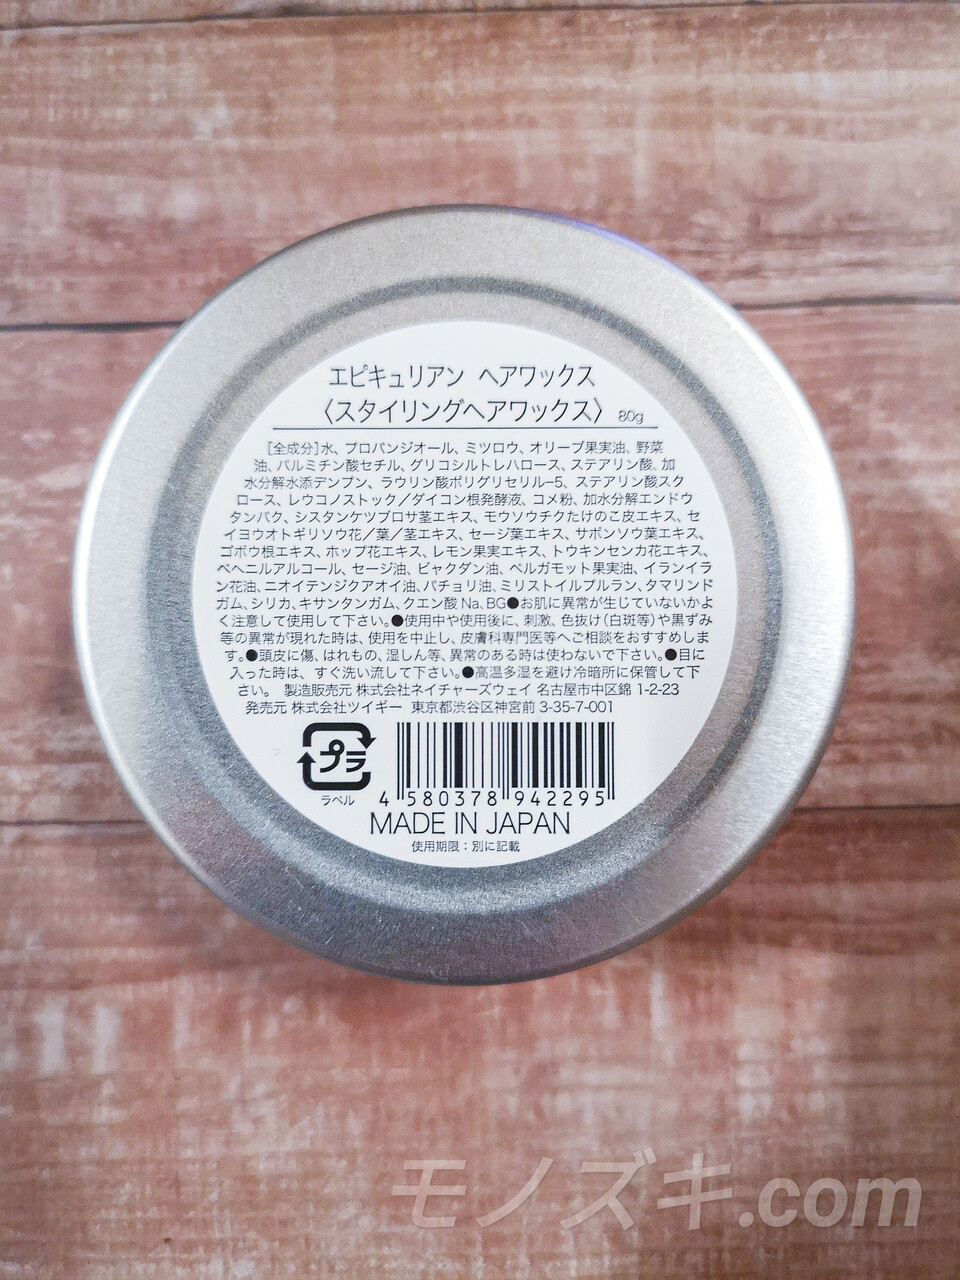 エピキュリアン ヘアワックス
〈スタイリングヘアワックス〉 80g
[全成分]水、プロパンジオール、ミツロウ、オリーブ果実油、野菜
油、パルミチン酸セチル、グリコシルトレハロース、ステアリン酸、加
水分解水添デンプン、ラウリン酸ポリグリセリル-5、ステアリン酸スク
ロース、レウコノストック／ダイコン根発酵液、コメ粉、加水分解エンドウ
タンパク、シスタンケツブロサ茎エキス、モウソウチクたけのこ皮エキス、セ
イヨウオトギリソウ花／葉／茎エキス、セージ葉エキス、サボンソウ葉エキス、
ゴボウ根エキス、ホップ花エキス、レモン果実エキス、トウキンセンカ花エキス、
ベヘニルアルコール、セージ油、ビャクダン油、ベルガモット果実油、イランイラ
ン花油、ニオイテンジクアオイ油、パチョリ油、ミリストイルプルラン、タマリンド
ガム、シリカ、キサンタンガム、クエン酸 Na、BG●お肌に異常が生じていないかよ
く注意して使用して下さい。●使用中や使用後に、刺激、色抜け(白斑等)や黒ずみ
等の異常が現れた時は、使用を中止し、皮膚科専門医等へご相談をおすすめしま
す。●頭皮に傷、はれもの、湿しん等、異常のある時は使わないで下さい。●目に
入った時は、すぐ洗い流して下さい。●高温多湿を避け冷暗所に保管して下
さい。 製造販売元 株式会社ネイチャーズウェイ 名古屋市中区錦 1-2-23
発売元 株式会社ツイギー 東京都渋谷区神宮前 3-35-7-001
プラ
ラベル
4 580378 942295
MADE IN JAPAN
使用期限：別に記載
モノズキ.com